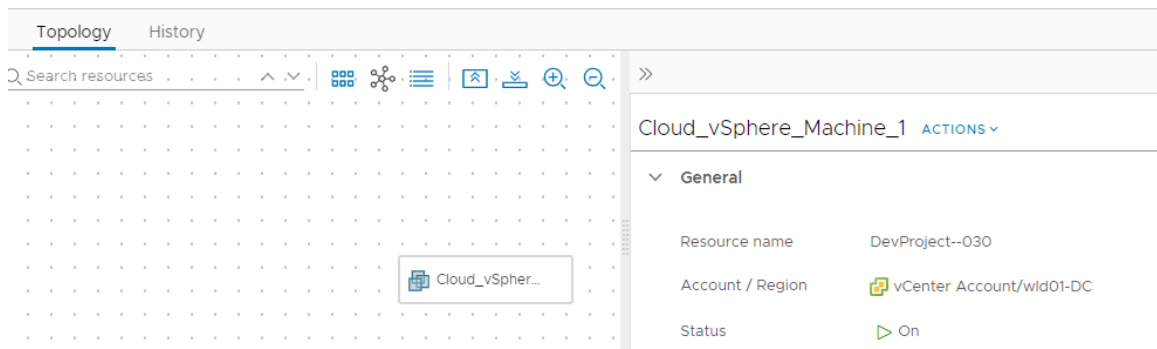 Topology History
Search resources
Cloud_vSpher...
Cloud_vSphere_Machine_1 ACTIONS
General
Resource name DevProject--030
Account / Region vCenter Account/wld01-DC
Status On